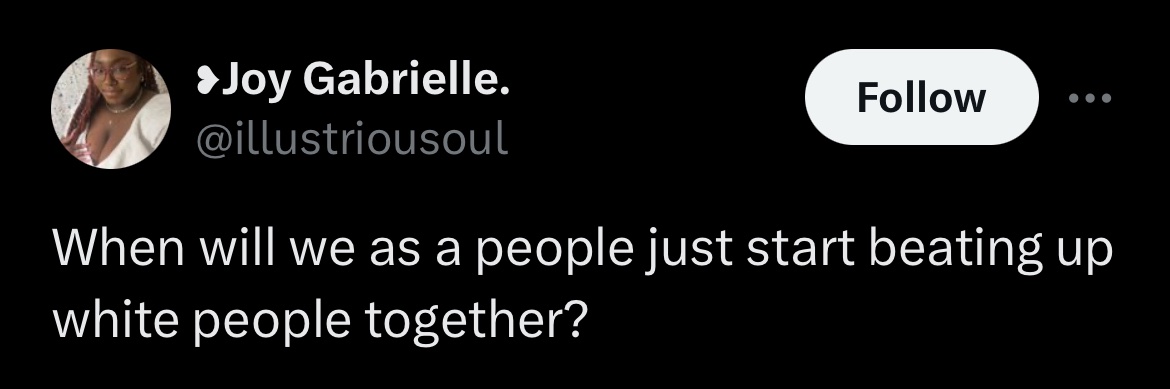 ❥Joy Gabrielle.
@illustriousoul
Follow
When will we as a people just start beating up
white people together?